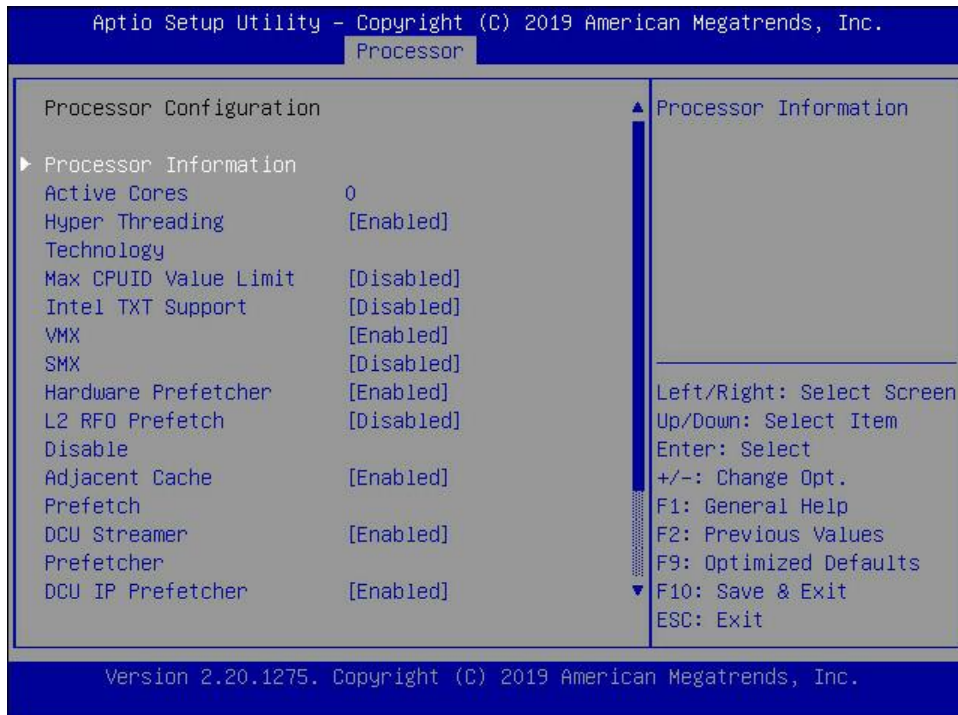 Aptio Setup Utility – Copyright (C) 2019 American Megatrends, Inc.
Processor
Processor Configuration
Processor Information
Active Cores 0
Hyper Threading [Enabled]
Technology
Max CPUID Value Limit [Disabled]
Intel TXT Support [Disabled]
VMX [Enabled]
SMX [Disabled]
Hardware Prefetcher [Enabled]
L2 RFO Prefetch [Disabled]
Disable
Adjacent Cache [Enabled]
Prefetch
DCU Streamer [Enabled]
Prefetcher
DCU IP Prefetcher [Enabled]
Processor Information
Left/Right: Select Screen
Up/Down: Select Item
Enter: Select
+/-: Change Opt.
F1: General Help
F2: Previous Values
F9: Optimized Defaults
F10: Save & Exit
ESC: Exit
Version 2.20.1275. Copyright (C) 2019 American Megatrends, Inc.